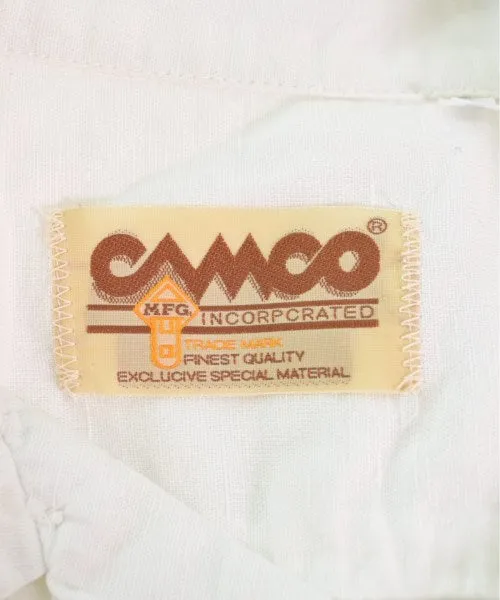 CAMCO ®
MFG.
INCORPCRATED
TRADE MARK
FINEST QUALITY
EXCLUCIVE SPECIAL MATERIAL